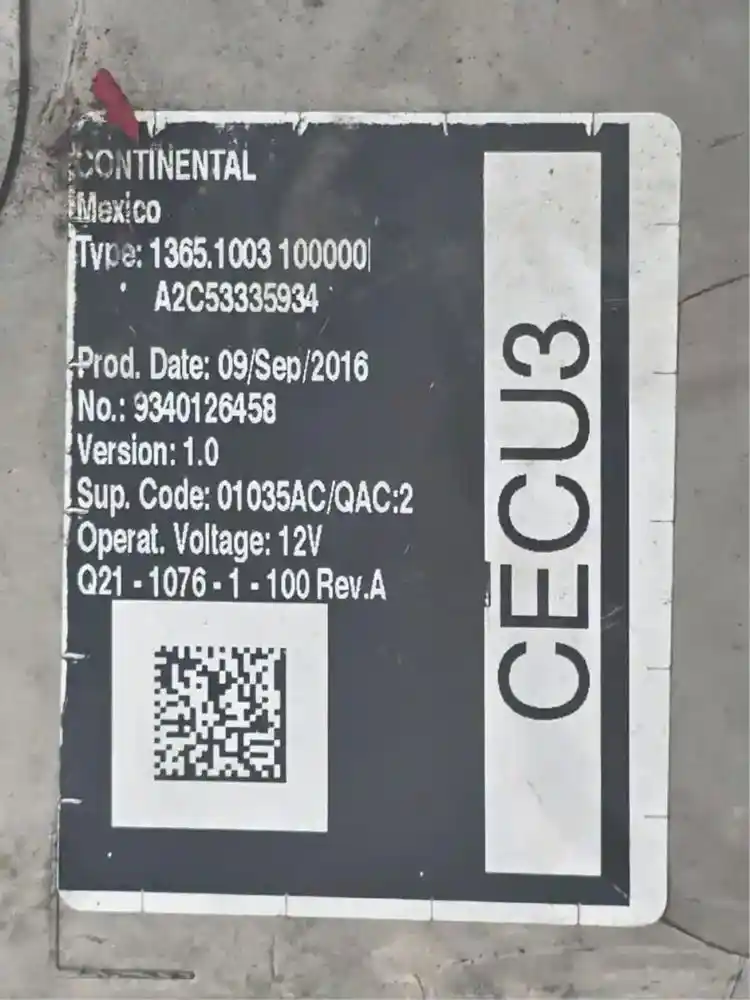 CONTINENTAL
Mexico
Type: 1365.1003 100000
A2C53335934
Prod. Date: 09/Sep/2016
No.: 9340126458
Version: 1.0
Sup. Code: 01035AC/QAC:2
Operat. Voltage: 12V
Q21 - 1076 - 1 - 100 Rev.A
CECU3